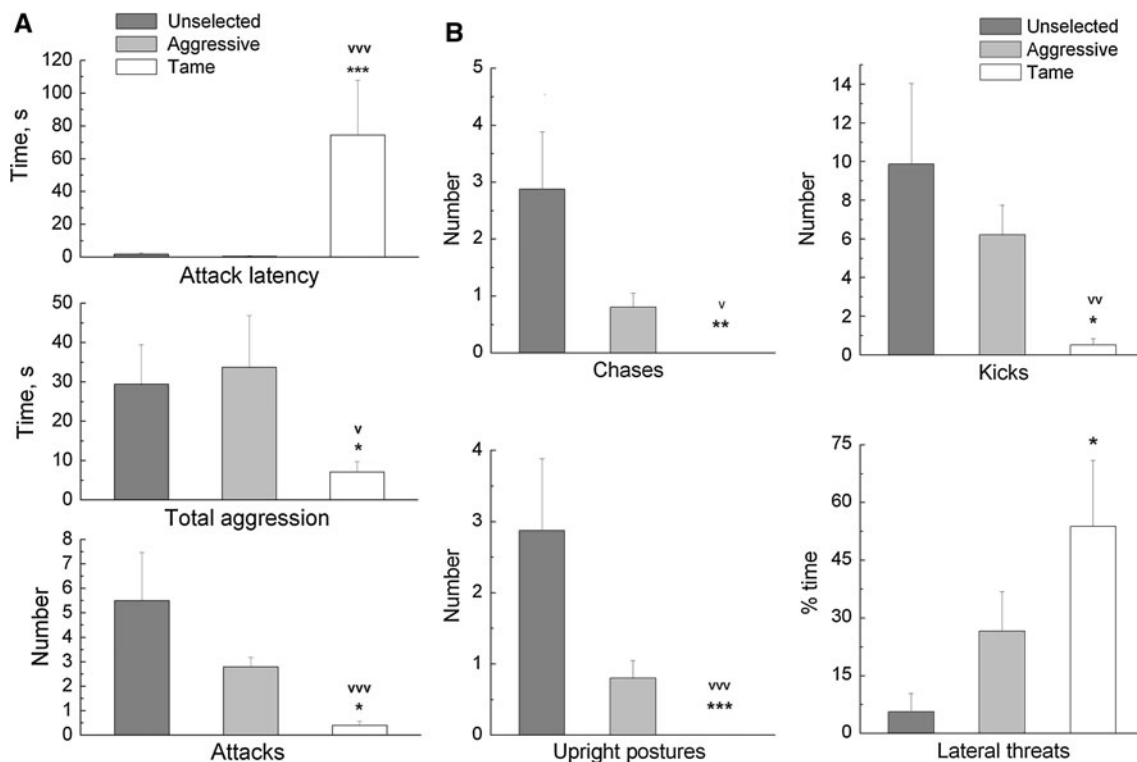 A
Unselected
Aggressive
Tame
120
100
80
60
40
20
0
Time, s
vvv
***
Attack latency
50
40
30
20
10
0
Time, s
v
*
Total aggression
8
7
6
5
4
3
2
1
0
Number
vvv
*
Attacks
B
5
4
3
2
1
0
Number
v
**
Chases
Unselected
Aggressive
Tame
14
12
10
8
6
4
2
0
Number
vv
*
Kicks
4
3
2
1
0
Number
vvv
***
Upright postures
75
60
45
30
15
0
% time
*
Lateral threats